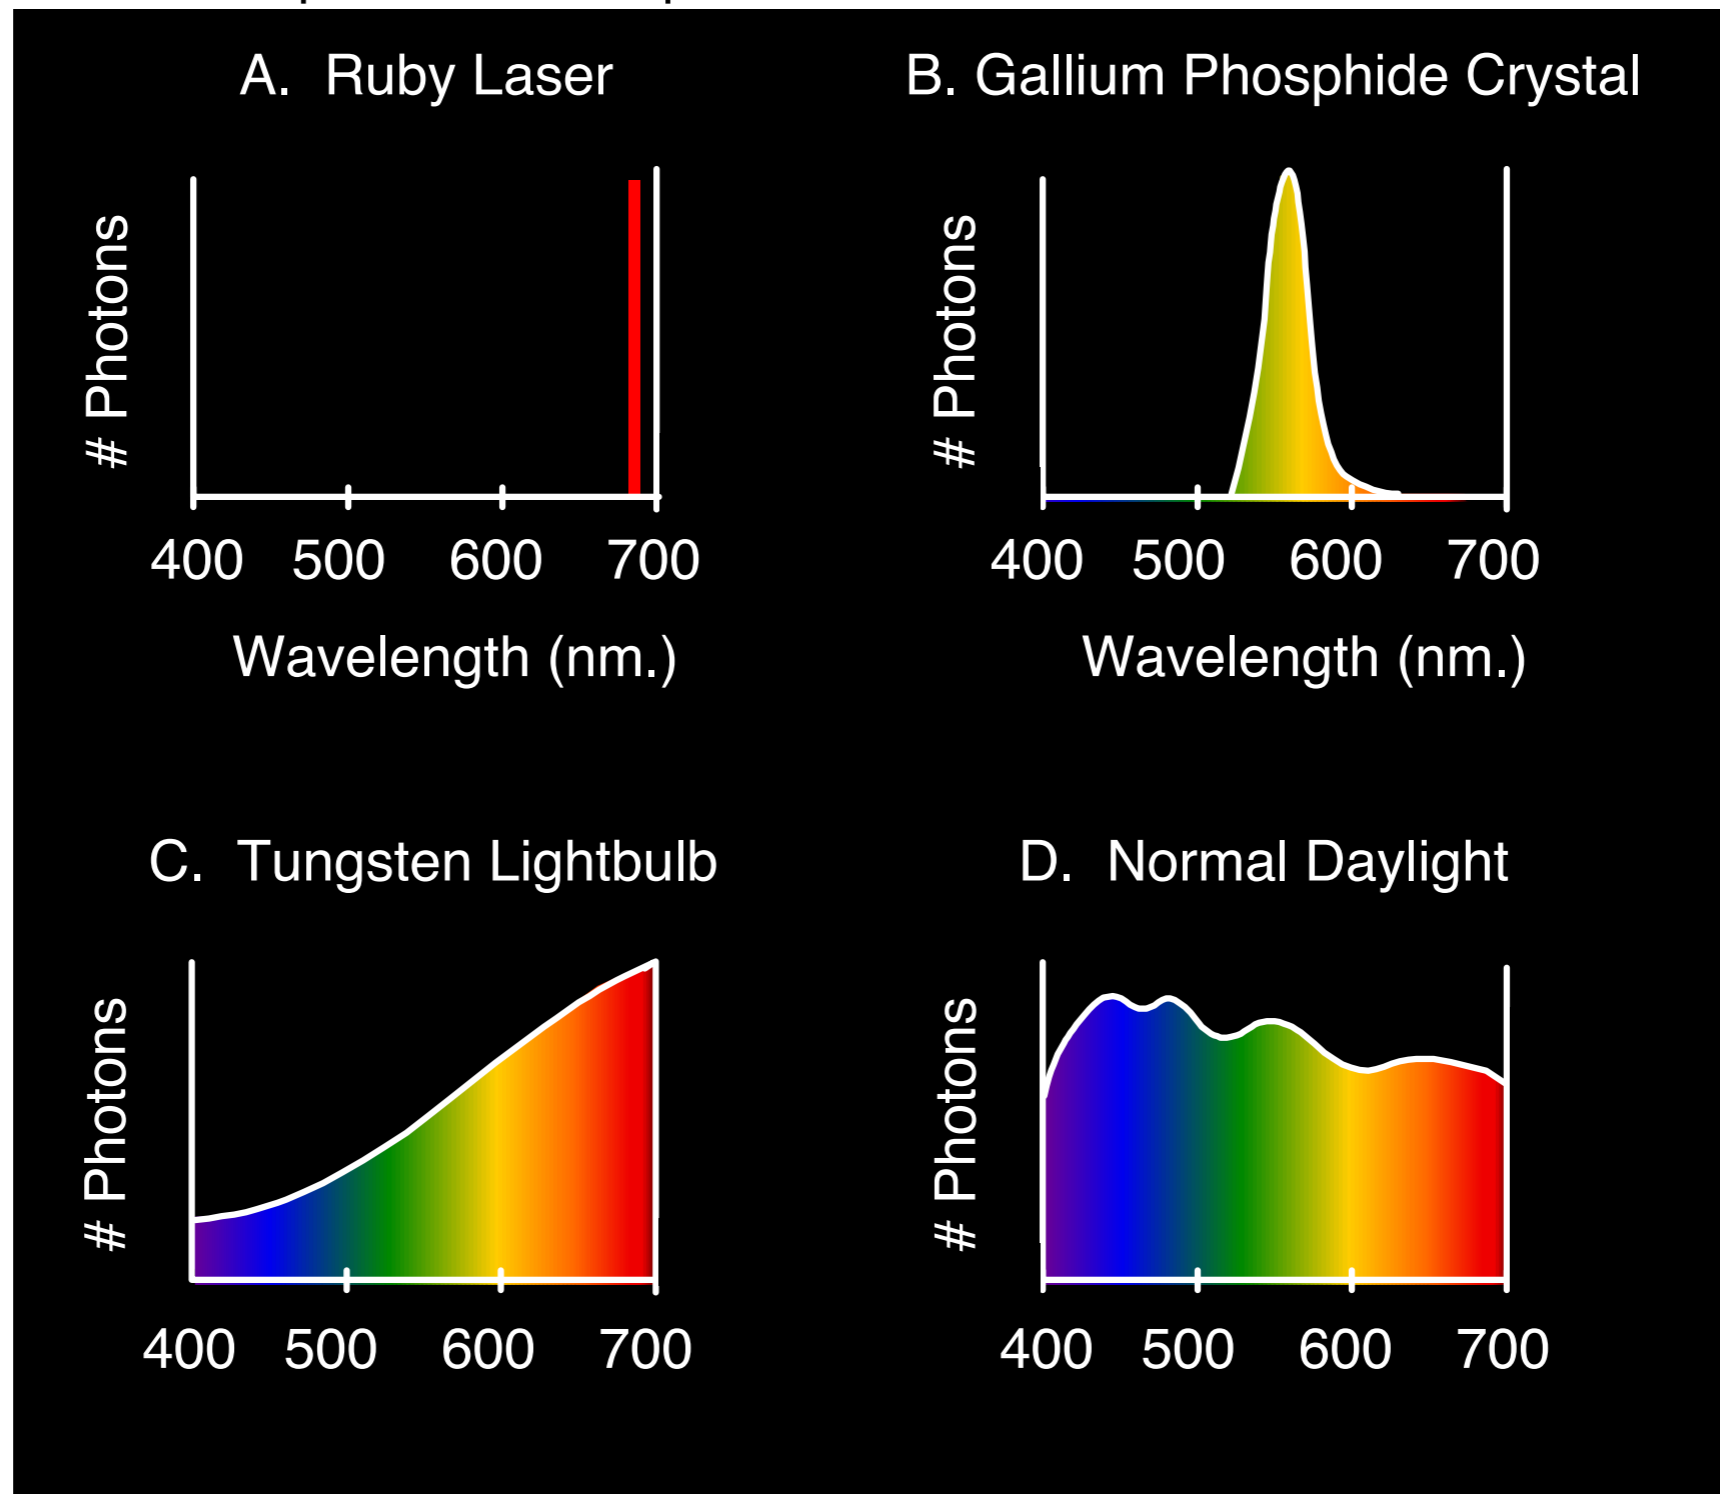 A. Ruby Laser
# Photons
400 500 600 700
Wavelength (nm.)
B. Gallium Phosphide Crystal
# Photons
400 500 600 700
Wavelength (nm.)
C. Tungsten Lightbulb
# Photons
400 500 600 700
D. Normal Daylight
# Photons
400 500 600 700